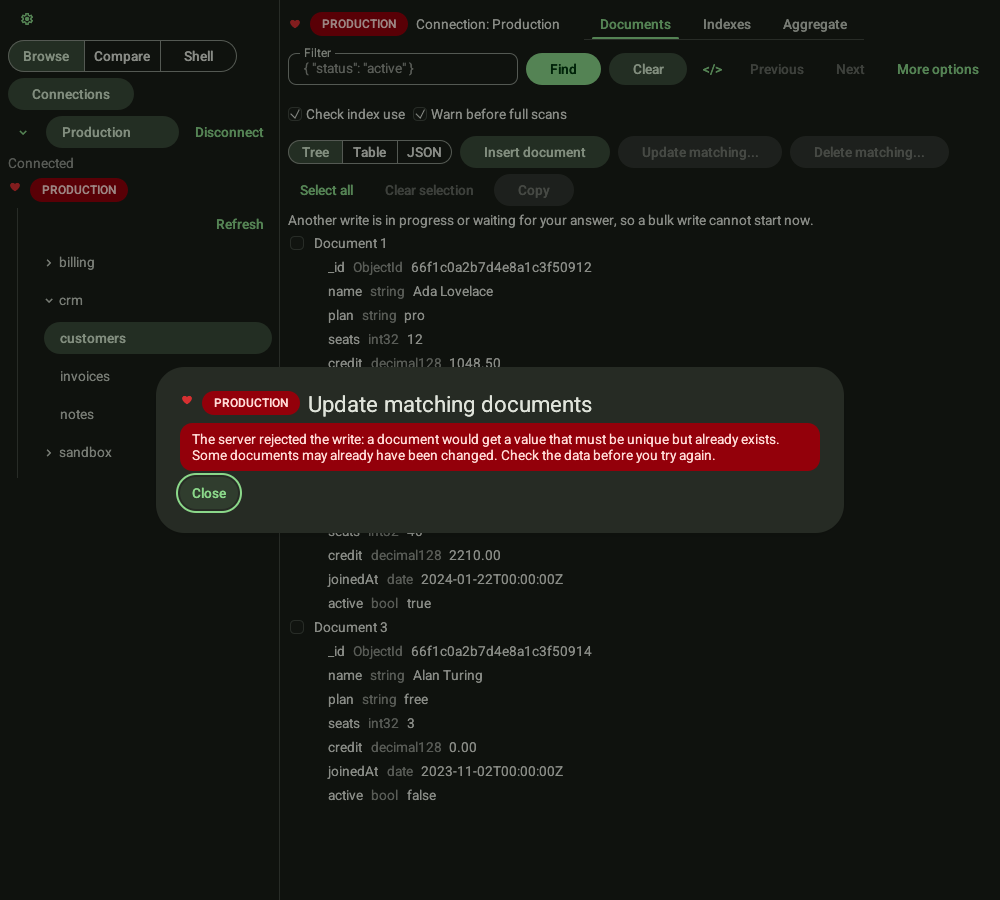 Browse
Compare
Shell
Connections
Production
Disconnect
Connected
PRODUCTION
Refresh
billing
crm
customers
invoices
notes
sandbox
PRODUCTION
Connection: Production
Documents
Indexes
Aggregate
Filter
{ "status": "active" }
Find
Clear
</>
Previous
Next
More options
Check index use
Warn before full scans
Tree
Table
JSON
Insert document
Update matching...
Delete matching...
Select all
Clear selection
Copy
Another write is in progress or waiting for your answer, so a bulk write cannot start now.
Document 1
_id ObjectId 66f1c0a2b7d4e8a1c3f50912
name string Ada Lovelace
plan string pro
seats int32 12
credit decimal128 1048.50
PRODUCTION
Update matching documents
The server rejected the write: a document would get a value that must be unique but already exists.
Some documents may already have been changed. Check the data before you try again.
Close
seats int32 40
credit decimal128 2210.00
joinedAt date 2024-01-22T00:00:00Z
active bool true
Document 3
_id ObjectId 66f1c0a2b7d4e8a1c3f50914
name string Alan Turing
plan string free
seats int32 3
credit decimal128 0.00
joinedAt date 2023-11-02T00:00:00Z
active bool false